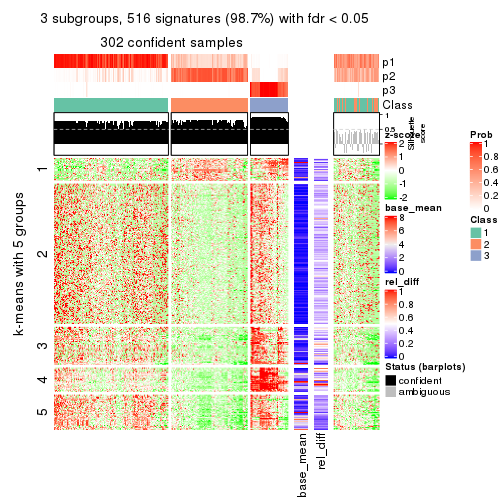 3 subgroups, 516 signatures (98.7%) with fdr < 0.05
302 confident samples
p1
p2
p3
Class
1
0.5
0
Silhouette
score
k-means with 5 groups
1
2
3
4
5
base_mean
rel_diff
z-score
2
1
0
-1
-2
base_mean
8
6
4
2
0
rel_diff
1
0.8
0.6
0.4
0.2
0
Status (barplots)
confident
ambiguous
Prob
1
0.8
0.6
0.4
0.2
0
Class
1
2
3